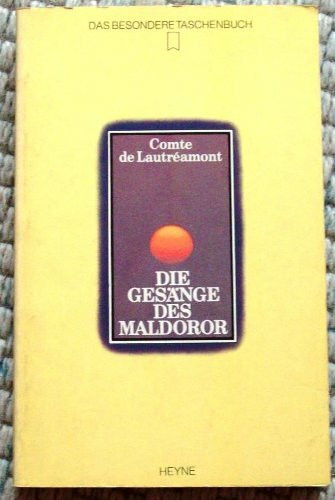 DAS BESONDERE TASCHENBUCH
Comte
de Lautréamont
DIE
GESÄNGE
DES
MALDOROR
HEYNE